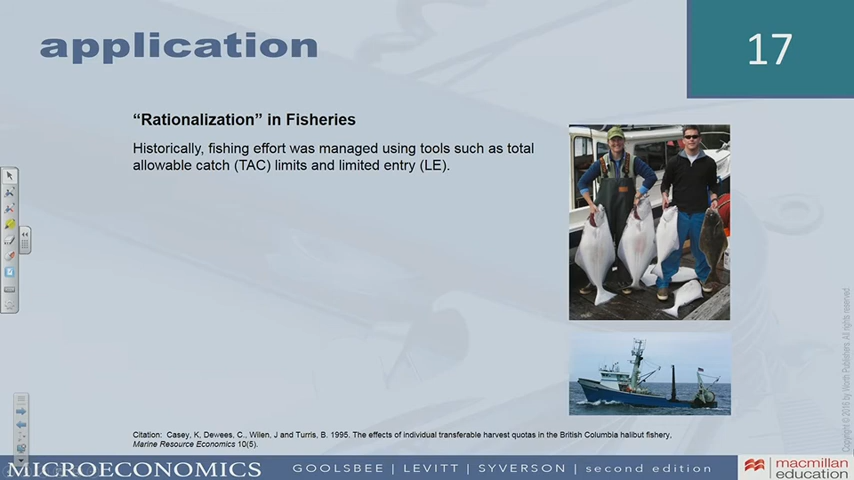 application
17
“Rationalization” in Fisheries
Historically, fishing effort was managed using tools such as total
allowable catch (TAC) limits and limited entry (LE).
Citation: Casey, K, Dewees, C., Wilen, J and Turris, B. 1995. The effects of individual transferable harvest quotas in the British Columbia halibut fishery,
Marine Resource Economics 10(5).
Copyright © 2016 by Worth Publishers. All rights reserved
MICROECONOMICS
GOOLSBEE | LEVITT | SYVERSON | second edition
macmillan
education